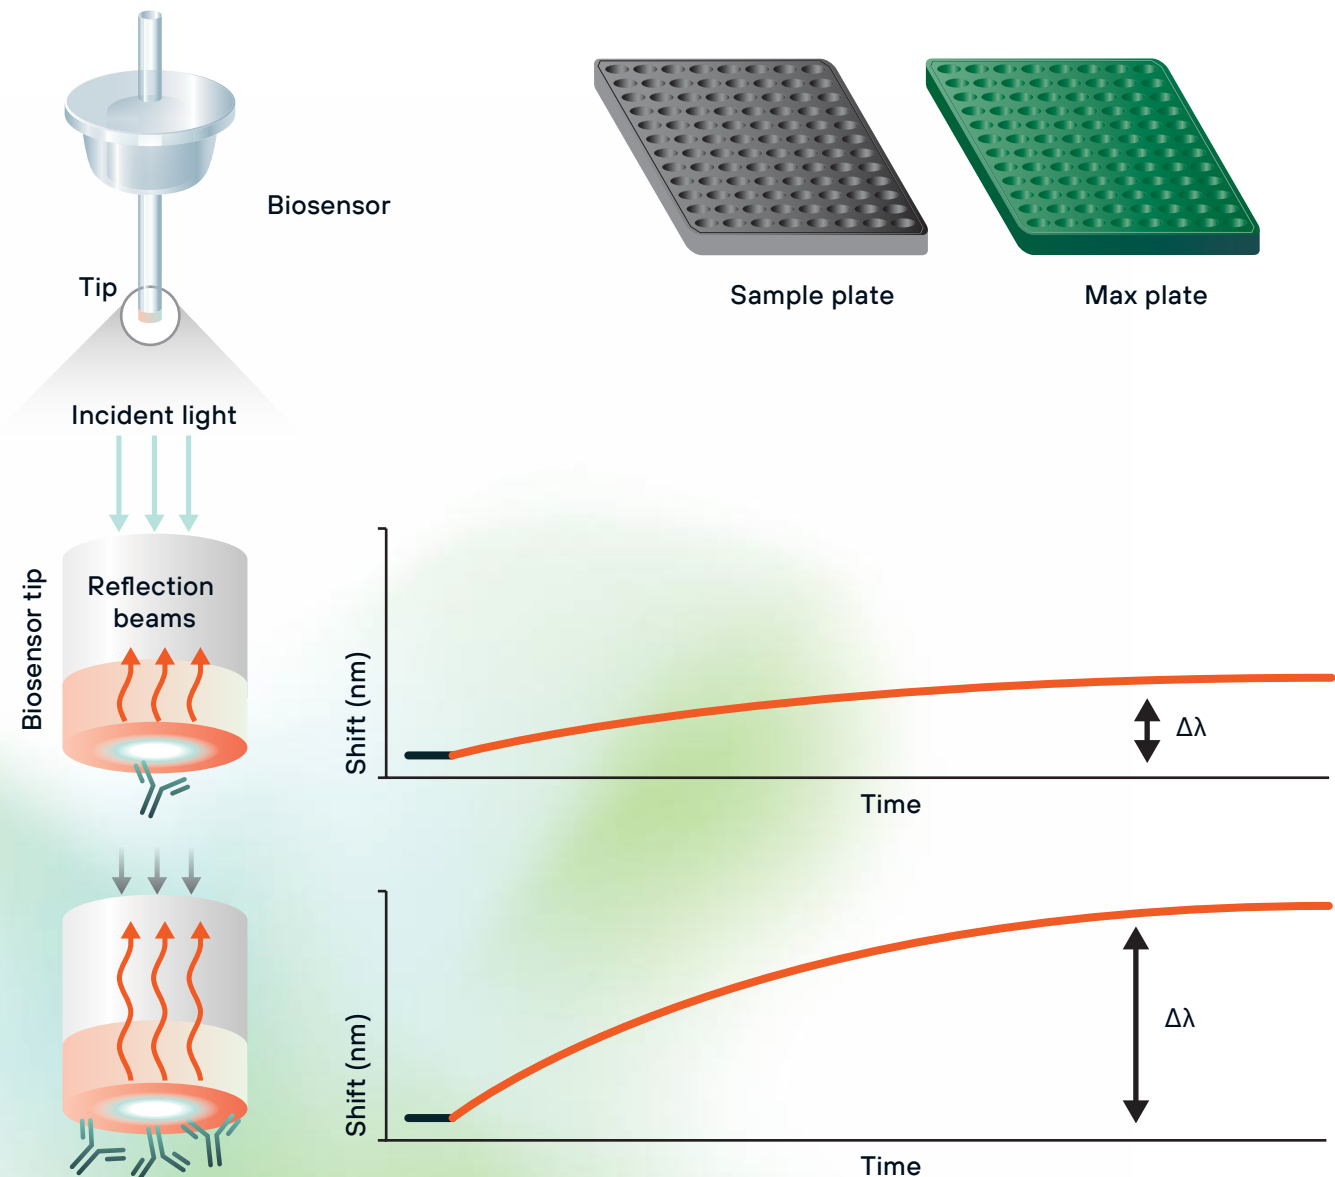 Biosensor
Tip
Sample plate
Max plate
Incident light
Biosensor tip
Reflection
beams
Shift (nm)
Δλ
Time
Shift (nm)
Δλ
Time